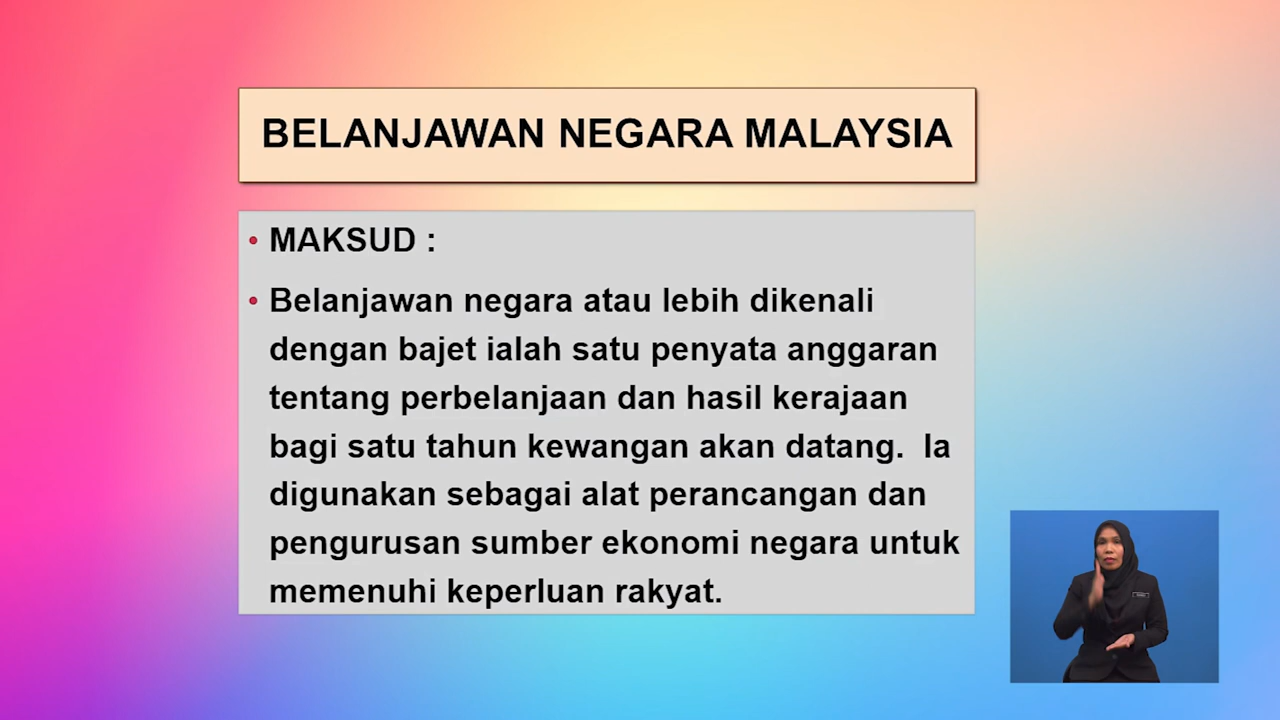 BELANJAWAN NEGARA MALAYSIA
• MAKSUD :
• Belanjawan negara atau lebih dikenali
dengan bajet ialah satu penyata anggaran
tentang perbelanjaan dan hasil kerajaan
bagi satu tahun kewangan akan datang. Ia
digunakan sebagai alat perancangan dan
pengurusan sumber ekonomi negara untuk
memenuhi keperluan rakyat.